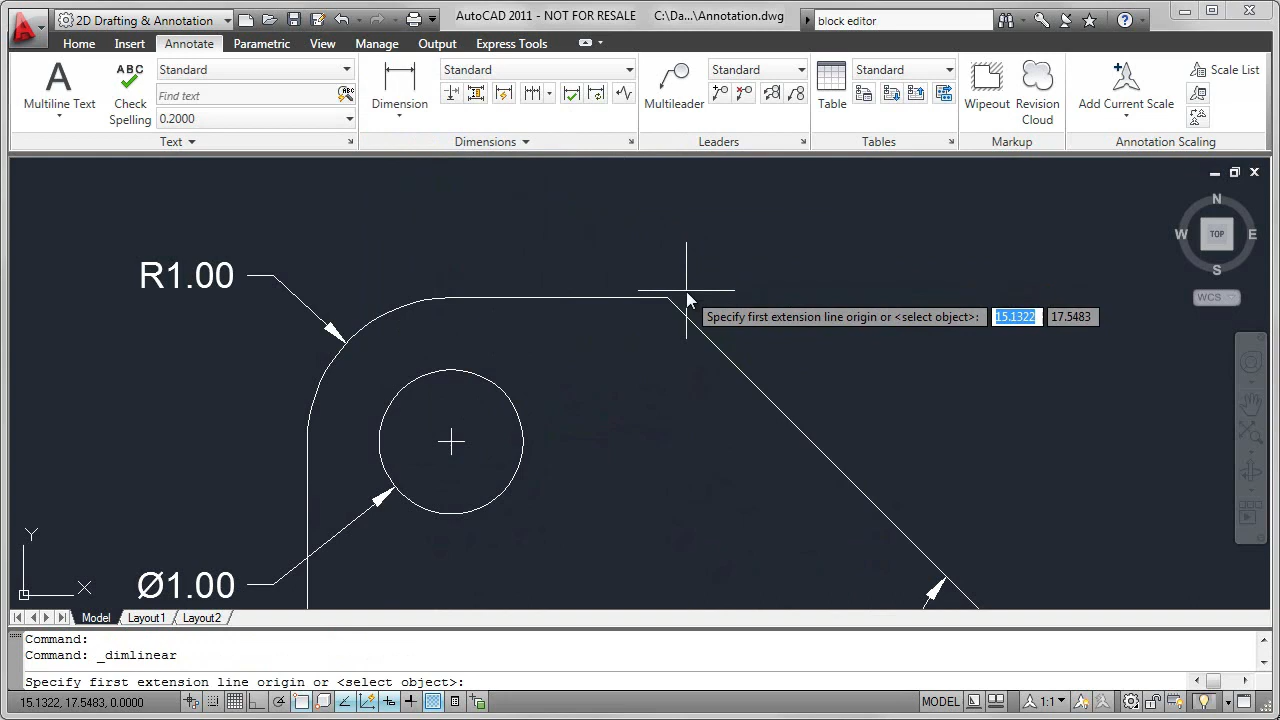 2D Drafting & Annotation
AutoCAD 2011 - NOT FOR RESALE
C:\Da...\Annotation.dwg
block editor
Home Insert Annotate Parametric View Manage Output Express Tools
Multiline Text
ABC
Check Spelling
Standard
Find text
0.2000
Dimension
Standard
Multileader
Standard
Table
Standard
Wipeout
Revision Cloud
Add Current Scale
Scale List
Text Dimensions Leaders Tables Markup Annotation Scaling
N
W TOP E
S
WCS
R1.00
Specify first extension line origin or <select object>: 15.1322 17.5483
Ø1.00
Y
X
Model Layout1 Layout2
Command:
Command: _dimlinear
Specify first extension line origin or <select object>:
15.1322, 17.5483, 0.0000
MODEL
1:1